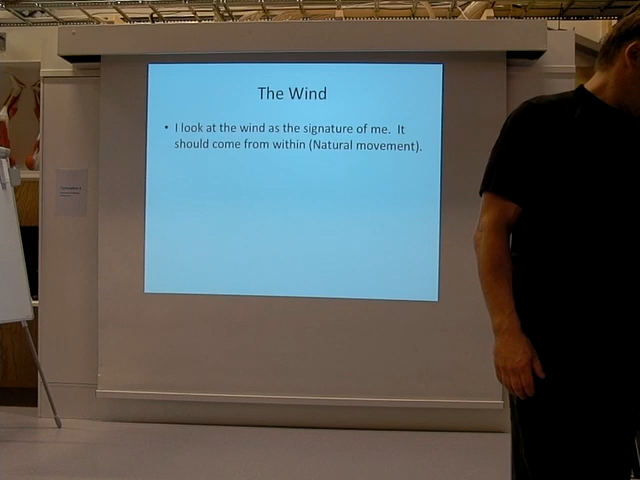 The Wind
• I look at the wind as the signature of me. It
should come from within (Natural movement).